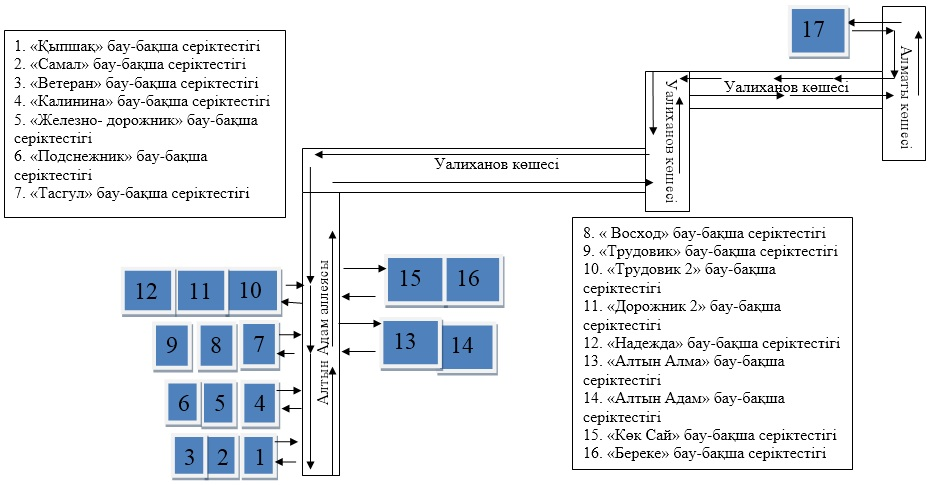 1. «Қыпшақ» бау-бақша серіктестігі
2. «Самал» бау-бақша серіктестігі
3. «Ветеран» бау-бақша серіктестігі
4. «Калинина» бау-бақша серіктестігі
5. «Железно- дорожник» бау-бақша
серіктестігі
6. «Подснежник» бау-бақша
серіктестігі
7. «Тасгул» бау-бақша серіктестігі
17
Алматы көшесі
Уалиханов көшесі
Уалиханов көшесі
Уалиханов көшесі
Алтын Адам аллеясы
12 11 10
15 16
9 8 7
13 14
6 5 4
3 2 1
8. « Восход» бау-бақша серіктестігі
9. «Трудовик» бау-бақша серіктестігі
10. «Трудовик 2» бау-бақша
серіктестігі
11. «Дорожник 2» бау-бақша
серіктестігі
12. «Надежда» бау-бақша серіктестігі
13. «Алтын Алма» бау-бақша
серіктестігі
14. «Алтын Адам» бау-бақша
серіктестігі
15. «Көк Сай» бау-бақша серіктестігі
16. «Береке» бау-бақша серіктестігі